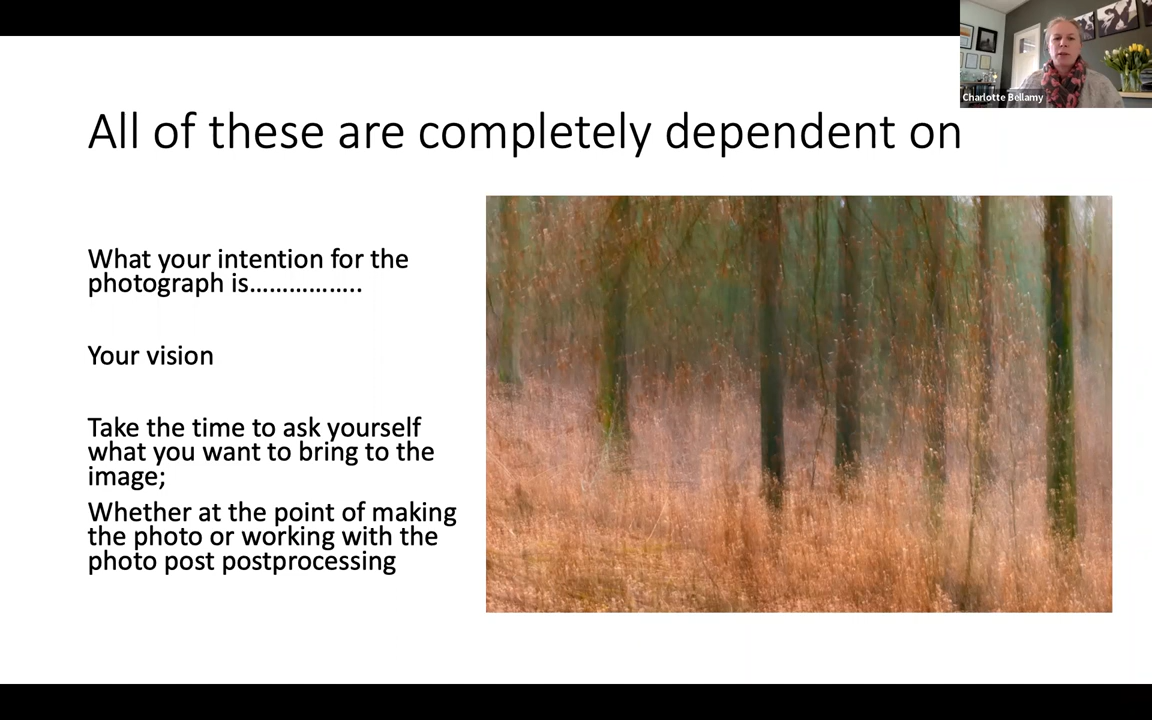 Charlotte Bellamy
All of these are completely dependent on
What your intention for the
photograph is……………..
Your vision
Take the time to ask yourself
what you want to bring to the
image;
Whether at the point of making
the photo or working with the
photo post postprocessing